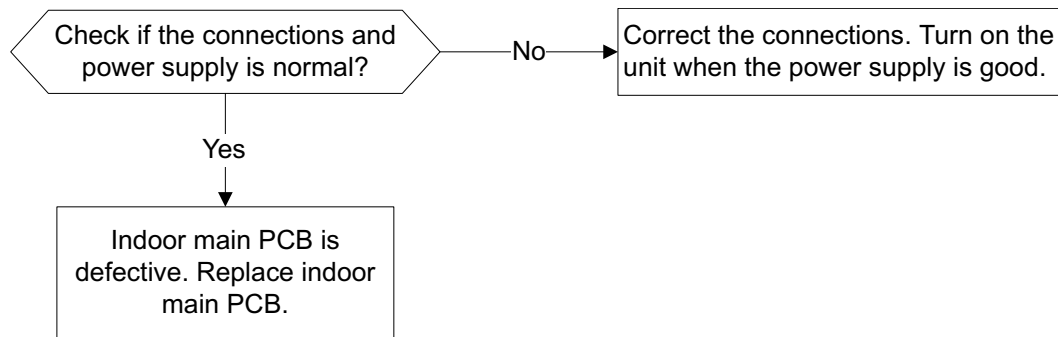 Check if the connections and
power supply is normal?
No
Correct the connections. Turn on the
unit when the power supply is good.
Yes
Indoor main PCB is
defective. Replace indoor
main PCB.